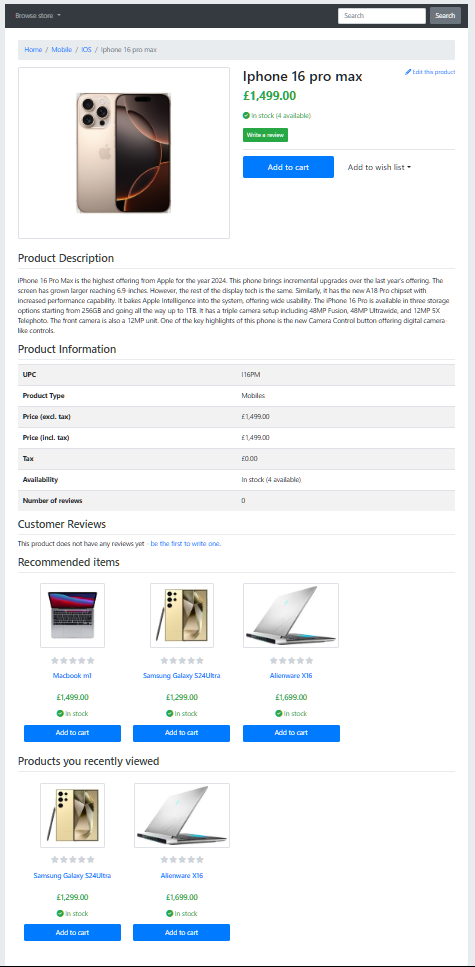 Browse store
Search
Search
Home / Mobile / IOS / Iphone 16 pro max
Iphone 16 pro max
Edit this product
£1,499.00
In stock (4 available)
Write a review
Add to cart
Add to wish list
Product Description
iPhone 16 Pro Max is the highest offering from Apple for the year 2024. This phone brings incremental upgrades over the last year's offering. The
screen has grown larger reaching 6.9 inches. However, the rest of the display tech is the same. Similarly, it has the new A18 Pro chipset with
increased performance capability. It bakes Apple Intelligence into the system, offering wide usability. The iPhone 16 Pro is available in three storage
options starting from 256GB and going all the way up to 1TB. It has a triple camera setup including 48MP Fusion, 48MP Ultrawide, and 12MP 5X
Telephoto. The front camera is also a 12MP unit. One of the key highlights of this phone is the new Camera Control button offering digital camera
like controls.
Product Information
UPC I16PM
Product Type Mobiles
Price (excl. tax) £1,499.00
Price (incl. tax) £1,499.00
Tax £0.00
Availability In stock (4 available)
Number of reviews 0
Customer Reviews
This product does not have any reviews yet - be the first to write one.
Recommended items
Macbook m1
£1,499.00
In stock
Add to cart
Samsung Galaxy S24Ultra
£1,299.00
In stock
Add to cart
Alienware X16
£1,699.00
In stock
Add to cart
Products you recently viewed
Samsung Galaxy S24Ultra
£1,299.00
In stock
Add to cart
Alienware X16
£1,699.00
In stock
Add to cart